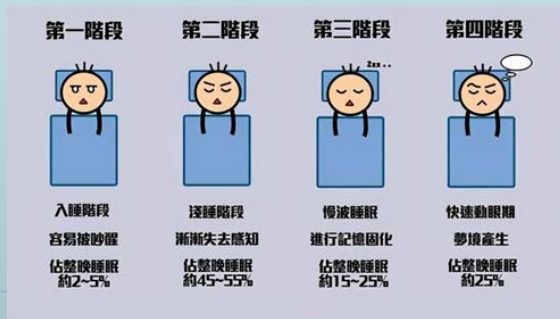 第一階段
第二階段
第三階段
第四階段
Zzz..
入睡階段
容易被吵醒
佔整晚睡眠
約2~5%
淺睡階段
漸漸失去感知
佔整晚睡眠
約45~55%
慢波睡眠
進行記憶固化
佔整晚睡眠
約15~25%
快速動眼期
夢境產生
佔整晚睡眠
約25%